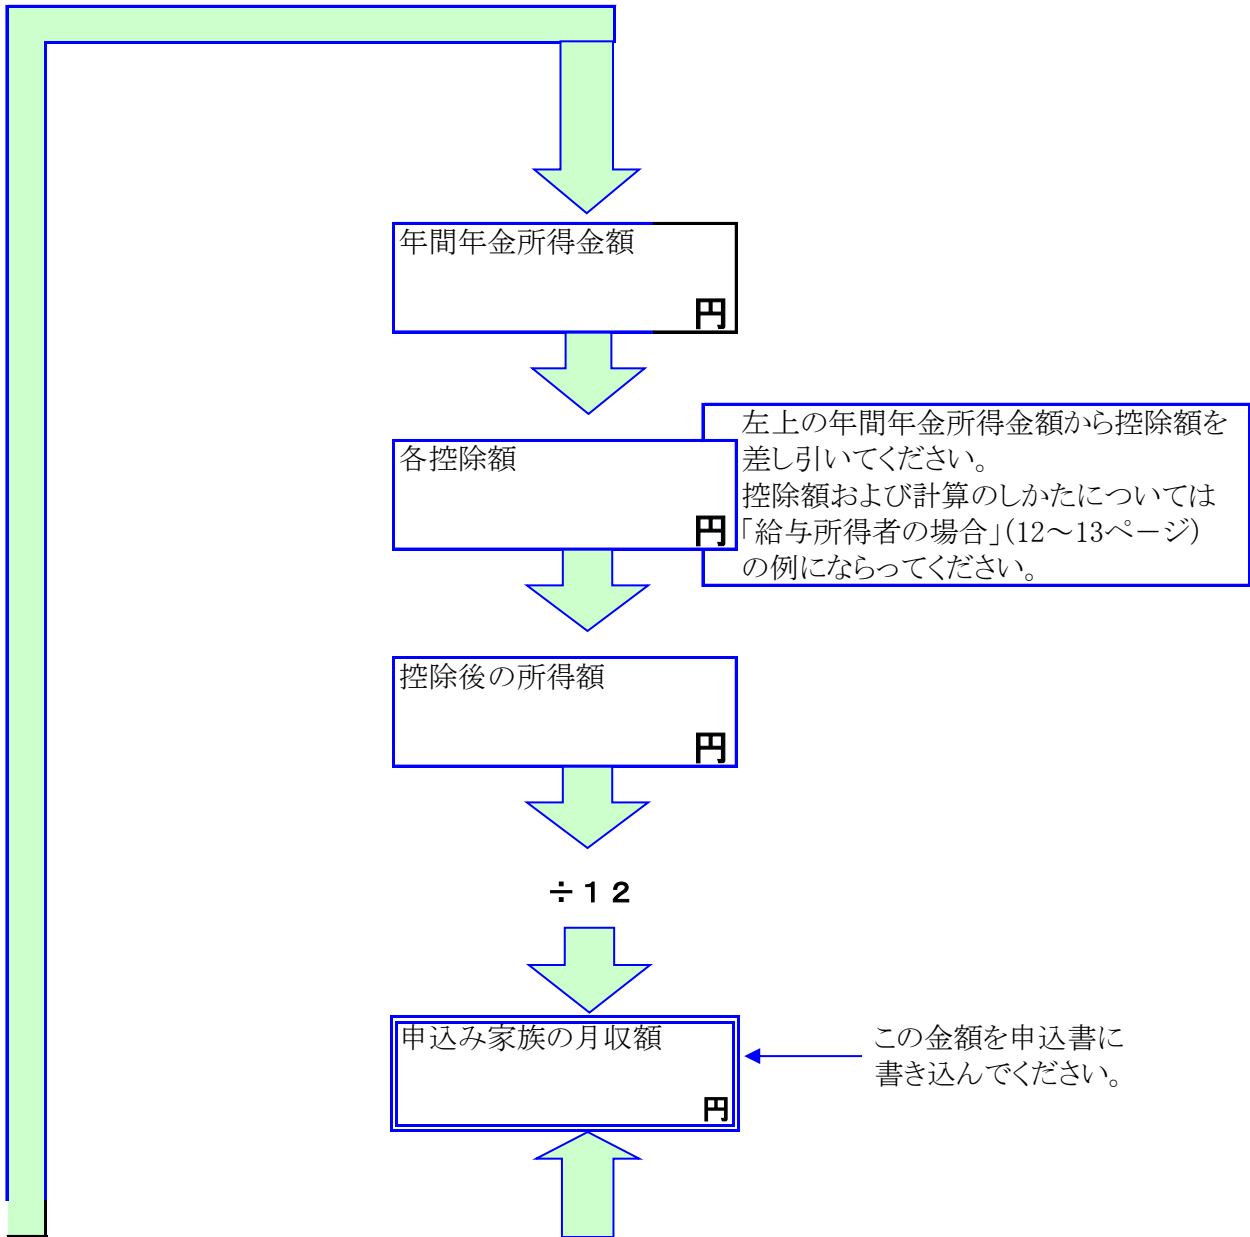 年間年金所得金額
円
各控除額
円
左上の年間年金所得金額から控除額を
差し引いてください。
控除額および計算のしかたについては
「給与所得者の場合」(12～13ページ)
の例にならってください。
控除後の所得額
円
÷１２
申込み家族の月収額
円
この金額を申込書に
書き込んでください。